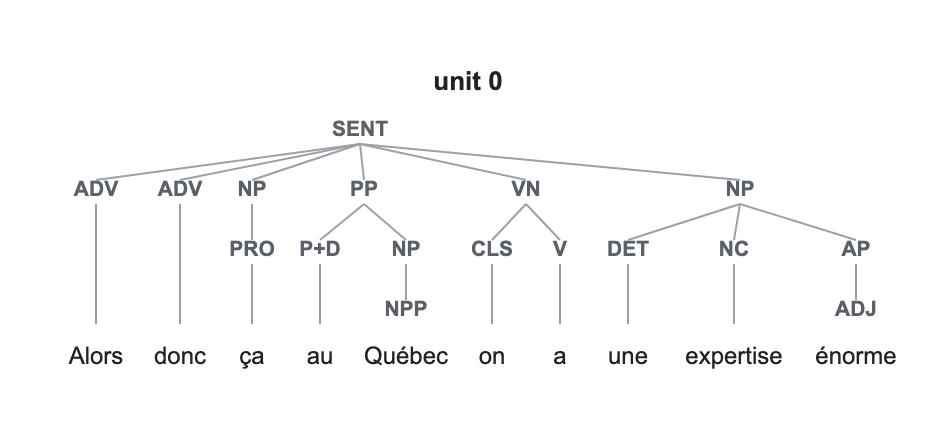 unit 0
SENT
ADV ADV NP PP VN NP
PRO P+D NP CLS V DET NC AP
NPP ADJ
Alors donc ça au Québec on a une expertise énorme